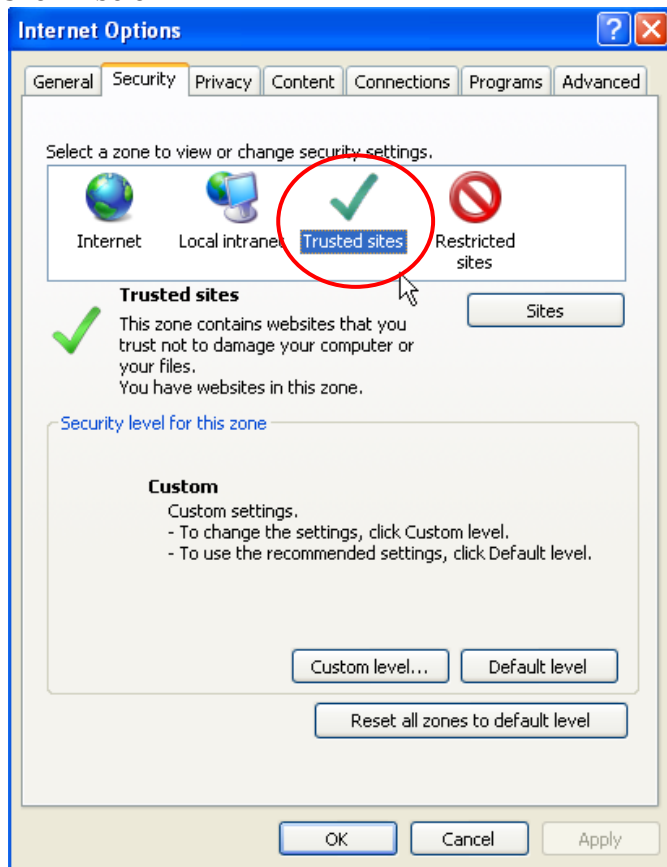 Internet Options
General Security Privacy Content Connections Programs Advanced
Select a zone to view or change security settings.
Internet Local intranet Trusted sites Restricted sites
Trusted sites
Sites
This zone contains websites that you
trust not to damage your computer or
your files.
You have websites in this zone.
Security level for this zone
Custom
Custom settings.
- To change the settings, click Custom level.
- To use the recommended settings, click Default level.
Custom level... Default level
Reset all zones to default level
OK Cancel Apply